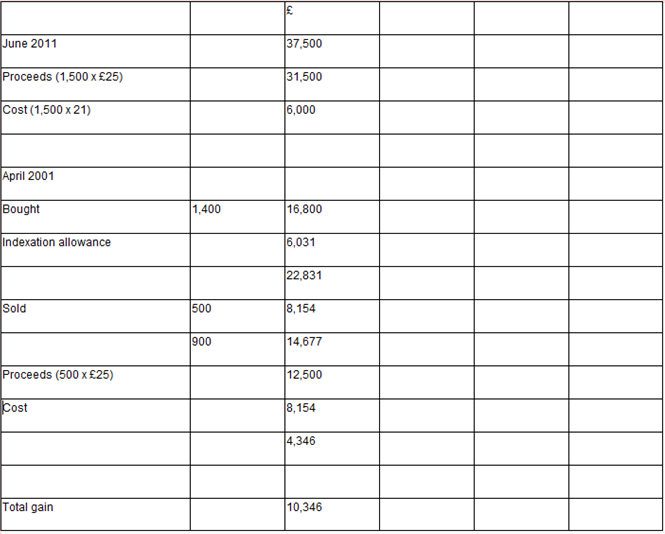 £
June 2011 37,500
Proceeds (1,500 x £25) 31,500
Cost (1,500 x 21) 6,000
April 2001
Bought 1,400 16,800
Indexation allowance 6,031
22,831
Sold 500 8,154
900 14,677
Proceeds (500 x £25) 12,500
Cost 8,154
4,346
Total gain 10,346